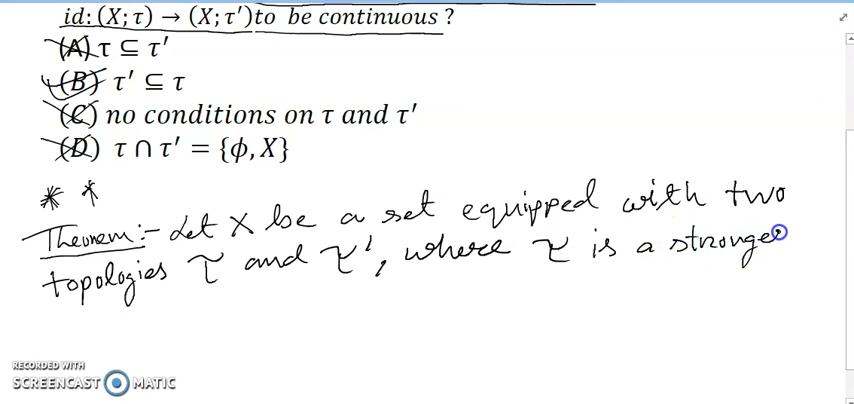 id: (X; τ) → (X; τ′) to be continuous ?
(A) τ ⊆ τ′
(B) τ′ ⊆ τ
(C) no conditions on τ and τ′
(D) τ ∩ τ′ = {ϕ, X}
* *
Theorem:- Let X be a set equipped with two
topologies τ and τ′, where τ is a stronger
RECORDED WITH
SCREENCAST MATIC